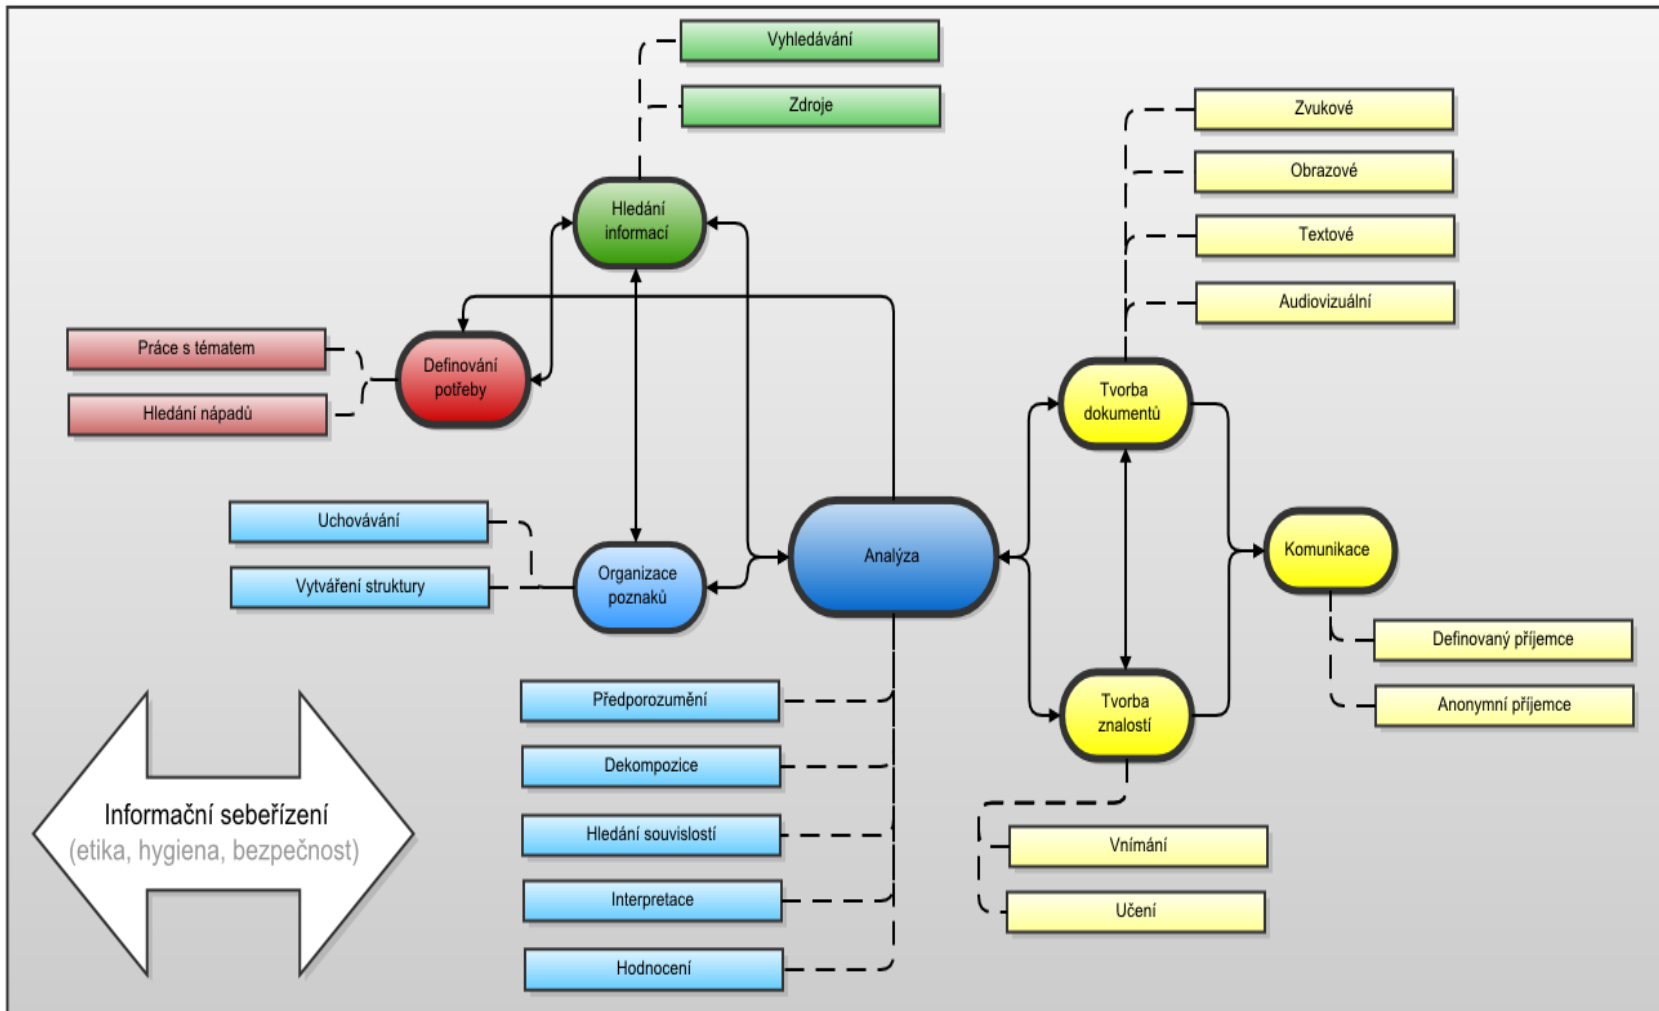 Vyhledávání
Zdroje
Zvukové
Obrazové
Textové
Audiovizuální
Hledání
informací
Práce s tématem
Hledání nápadů
Definování
potřeby
Tvorba
dokumentů
Uchovávání
Vytváření struktury
Organizace
poznaků
Analýza
Komunikace
Definovaný příjemce
Anonymní příjemce
Předporozumění
Dekompozice
Hledání souvislostí
Interpretace
Hodnocení
Tvorba
znalostí
Vnímání
Učení
Informační sebeřízení
(etika, hygiena, bezpečnost)